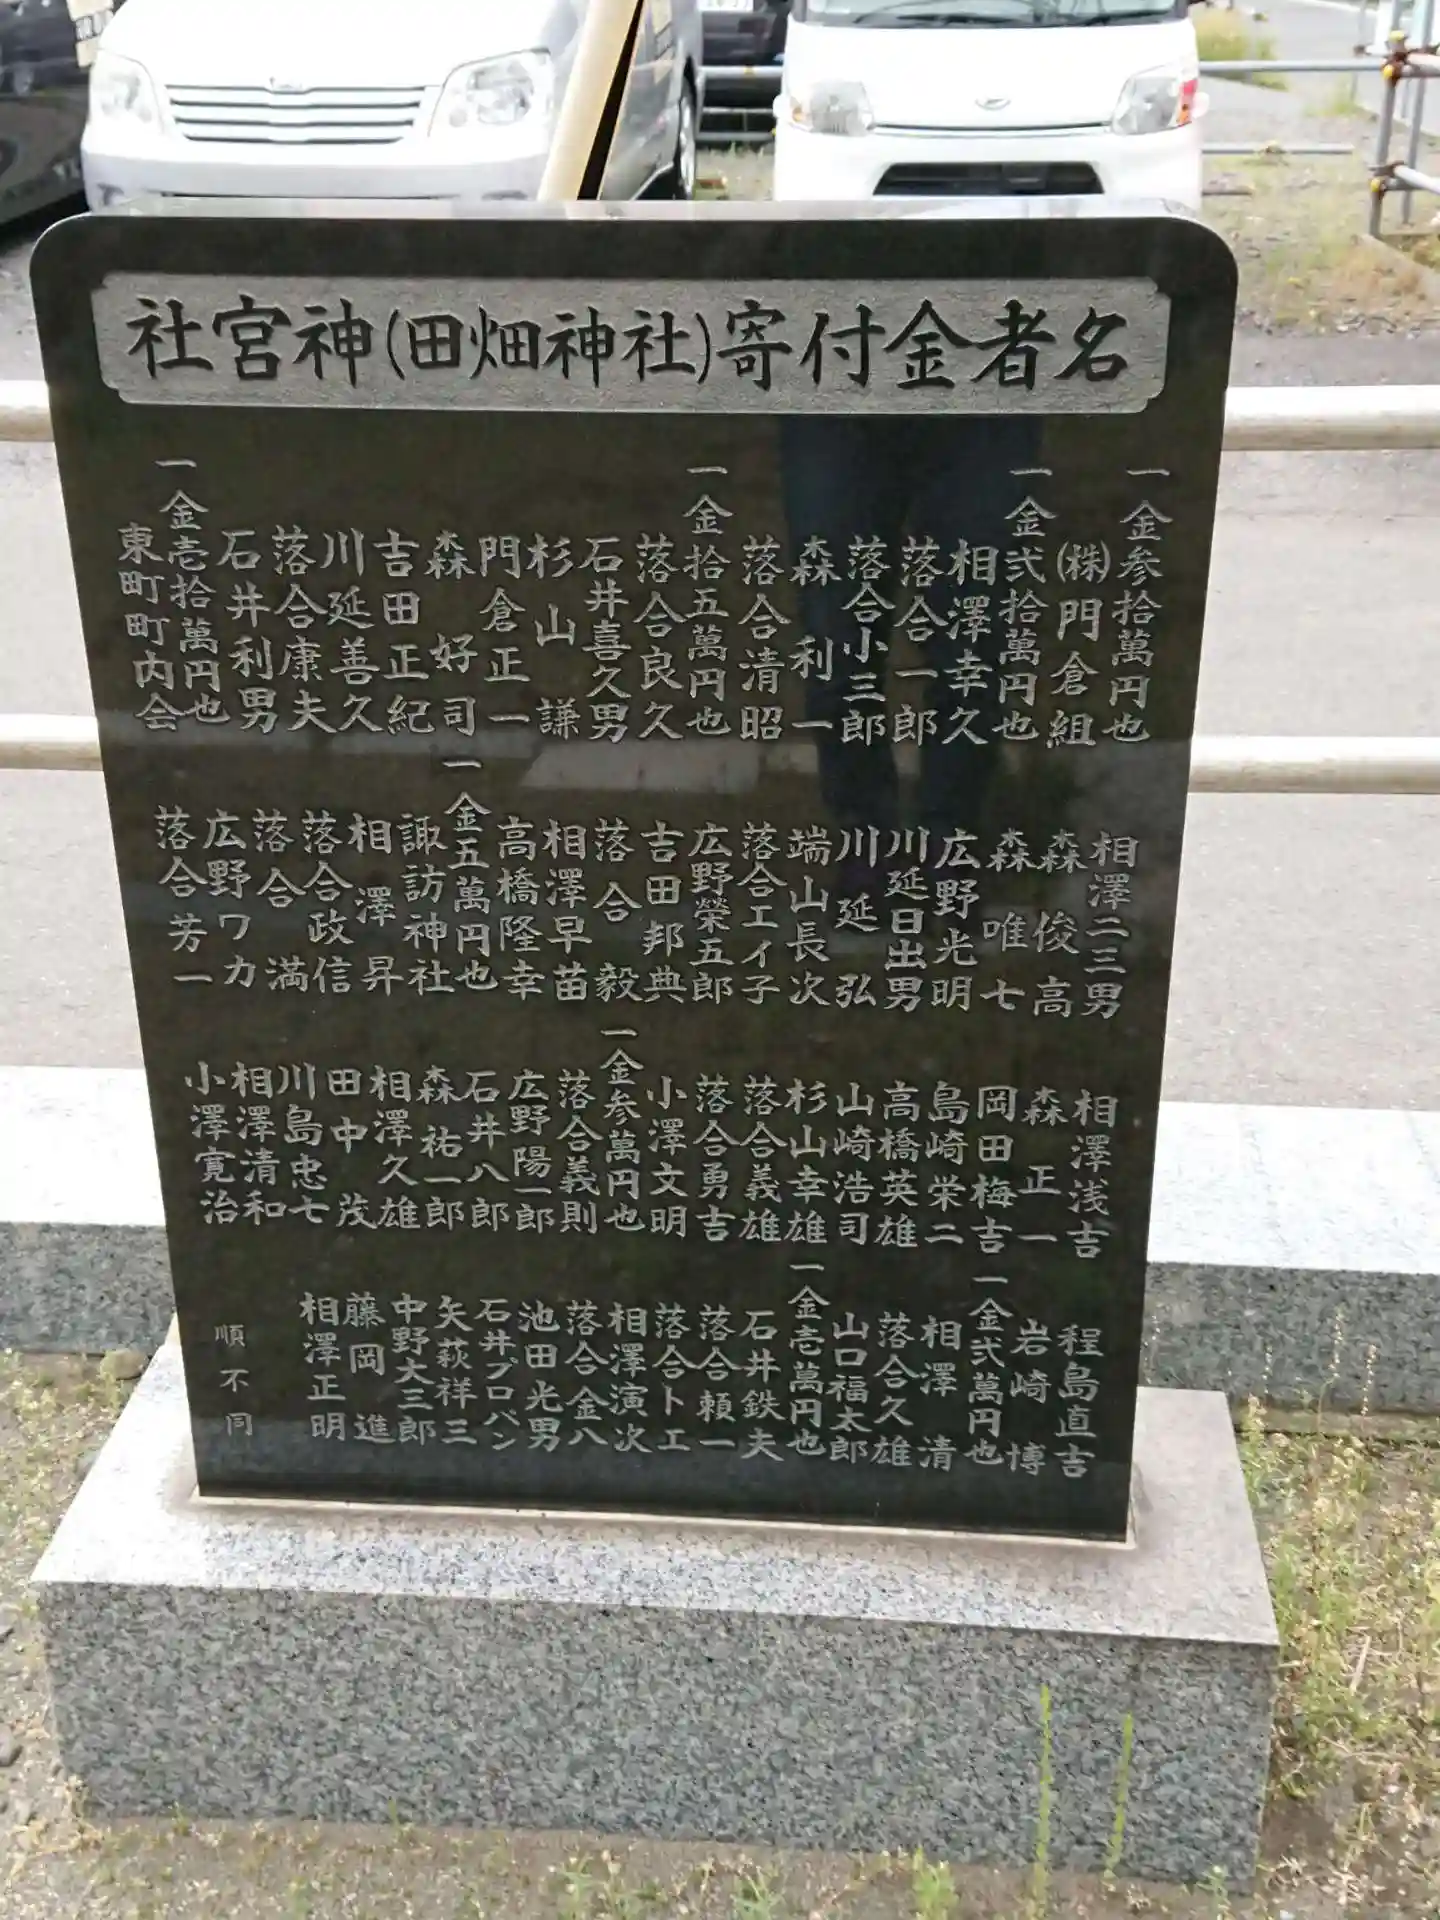 社宮神(田畑神社)寄付金者名
一金参拾萬円也
㈱門倉組
一金弐拾萬円也
相澤幸久
落合一郎
落合小三郎
森利一
落合清昭
一金拾五萬円也
落合良久
石井喜久男
杉山謙
門倉正一
森好司
吉田正紀
川延善久
落合康夫
石井利男
一金壱拾萬円也
東町町内会
相澤二三男
森俊高
森唯七
広野光明
川延日出男
川延弘
端山長次
落合エイ子
広野榮五郎
吉田邦典
落合毅
相澤早苗
高橋隆幸
一金五萬円也
諏訪神社
相澤昇
落合政信
落合満
広野ワカ
落合芳一
相澤浅吉
森正一
岡田梅吉
島崎栄二
高橋英雄
山崎浩司
杉山幸雄
落合義雄
落合勇吉
小澤文明
一金参萬円也
落合義則
広野陽一郎
石井八郎
森祐一郎
相澤久雄
田中茂
川島忠七
相澤清和
小澤寛治
程島直吉
岩崎博
一金弐萬円也
相澤清
落合久雄
山口福太郎
一金壱萬円也
石井鉄夫
落合頼一
落合トエ
相澤演次
落合金八
池田光男
石井プロパン
矢萩祥三
中野大三郎
藤岡進
相澤正明
順不同